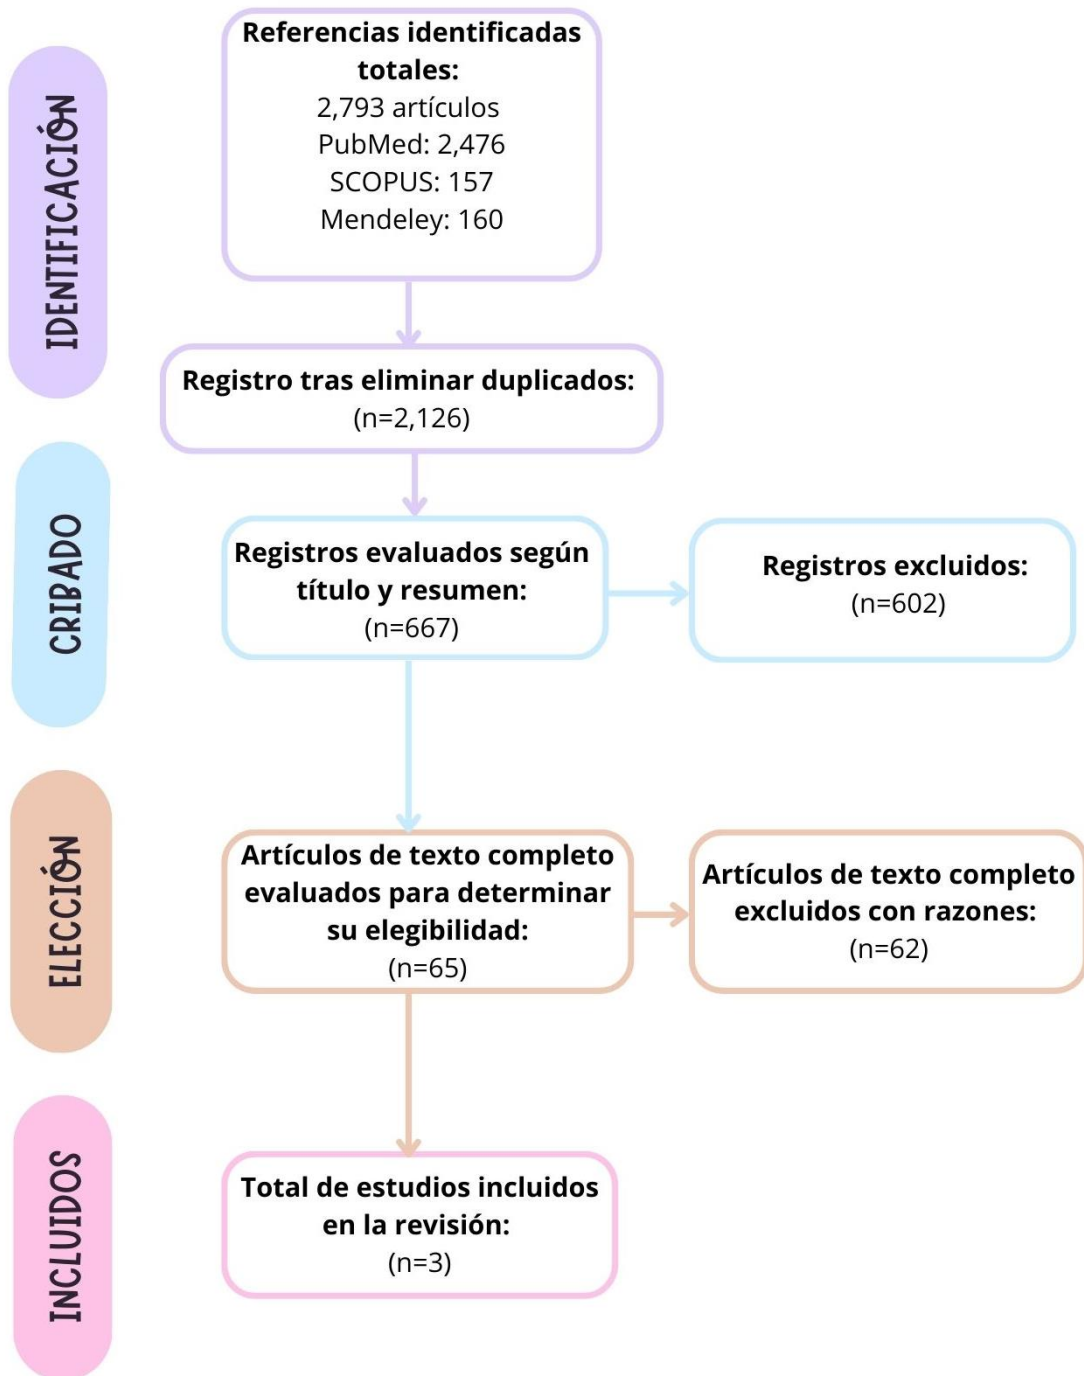 IDENTIFICACIÓN
Referencias identificadas
totales:
2,793 artículos
PubMed: 2,476
SCOPUS: 157
Mendeley: 160
Registro tras eliminar duplicados:
(n=2,126)
CRIBADO
Registros evaluados según
título y resumen:
(n=667)
Registros excluidos:
(n=602)
ELECCIÓN
Artículos de texto completo
evaluados para determinar
su elegibilidad:
(n=65)
Artículos de texto completo
excluidos con razones:
(n=62)
INCLUIDOS
Total de estudios incluidos
en la revisión:
(n=3)